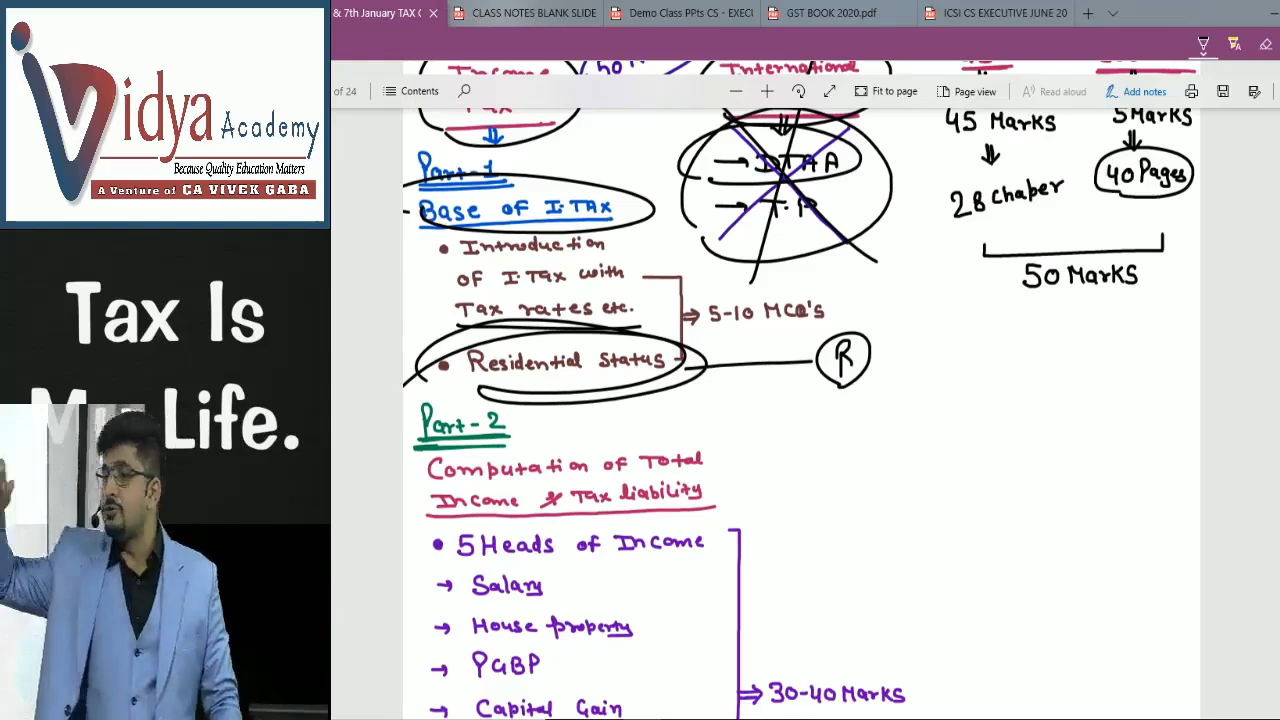 & 7th January TAX C
CLASS NOTES BLANK SLIDE
Demo Class PPTs CS - EXECU
GST BOOK 2020.pdf
ICSI CS EXECUTIVE JUNE 20
of 24
Contents
Fit to page
Page view
Read aloud
Add notes
Vidya Academy
Because Quality Education Matters
A Venture of CA VIVEK GABA
Tax Is
My Life.
Income
Tax
Part-1
Base of I.TAX
• Introduction
of I.Tax with
Tax rates etc.
⇒ 5-10 MCQ's
• Residential Status
R
International
→ DTAA
→ T.P
45 Marks
28 Chaper
5 Marks
40 Pages
50 Marks
Part-2
Computation of Total
Income & Tax liability
• 5 Heads of Income
→ Salary
→ House property
→ PGBP
→ Capital Gain
⇒ 30-40 Marks